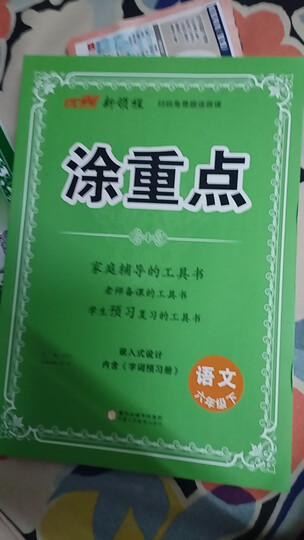 新领程
涂重点
家庭辅导的工具书
老师备课的工具书
学生预习复习的工具书
嵌入式设计
内含《字词预习册》
语文
六年级下